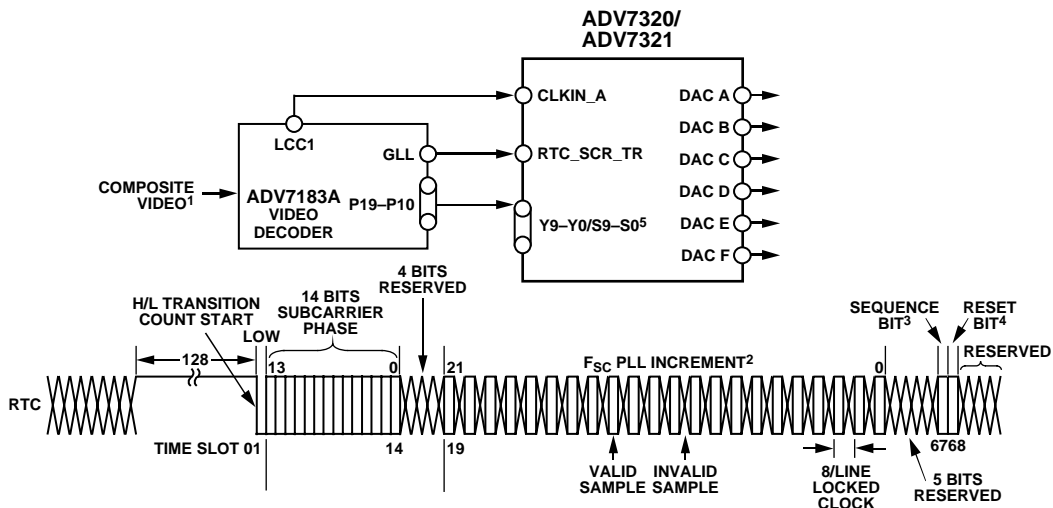 ADV7320/
ADV7321
CLKIN_A
DAC A
DAC B
LCC1
GLL
RTC_SCR_TR
DAC C
COMPOSITE
VIDEO1
ADV7183A
VIDEO
DECODER
P19–P10
DAC D
Y9–Y0/S9–S05
DAC E
DAC F
4 BITS
RESERVED
H/L TRANSITION
COUNT START
14 BITS
SUBCARRIER
PHASE
SEQUENCE
BIT3
RESET
BIT4
LOW
RESERVED
128
13
0
21
FSC PLL INCREMENT2
0
RTC
TIME SLOT 01
14
19
6768
VALID
SAMPLE
INVALID
SAMPLE
8/LINE
LOCKED
CLOCK
5 BITS
RESERVED